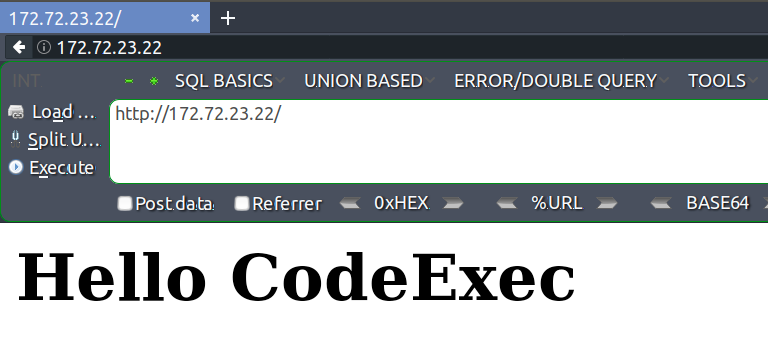 172.72.23.22/ × +
172.72.23.22
INT - + SQL BASICS UNION BASED ERROR/DOUBLE QUERY TOOLS
Load ... http://172.72.23.22/
Split U...
Execute
Post data Referrer 0xHEX %URL BASE64
Hello CodeExec